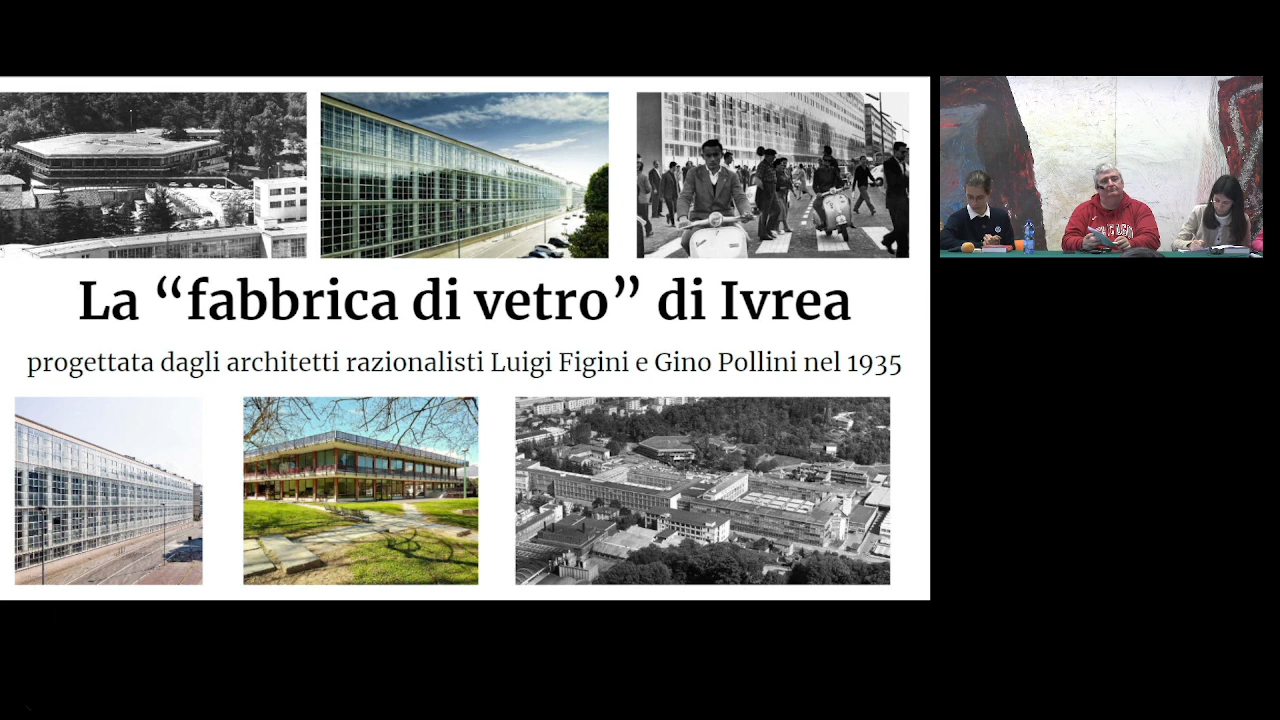 La “fabbrica di vetro” di Ivrea
progettata dagli architetti razionalisti Luigi Figini e Gino Pollini nel 1935